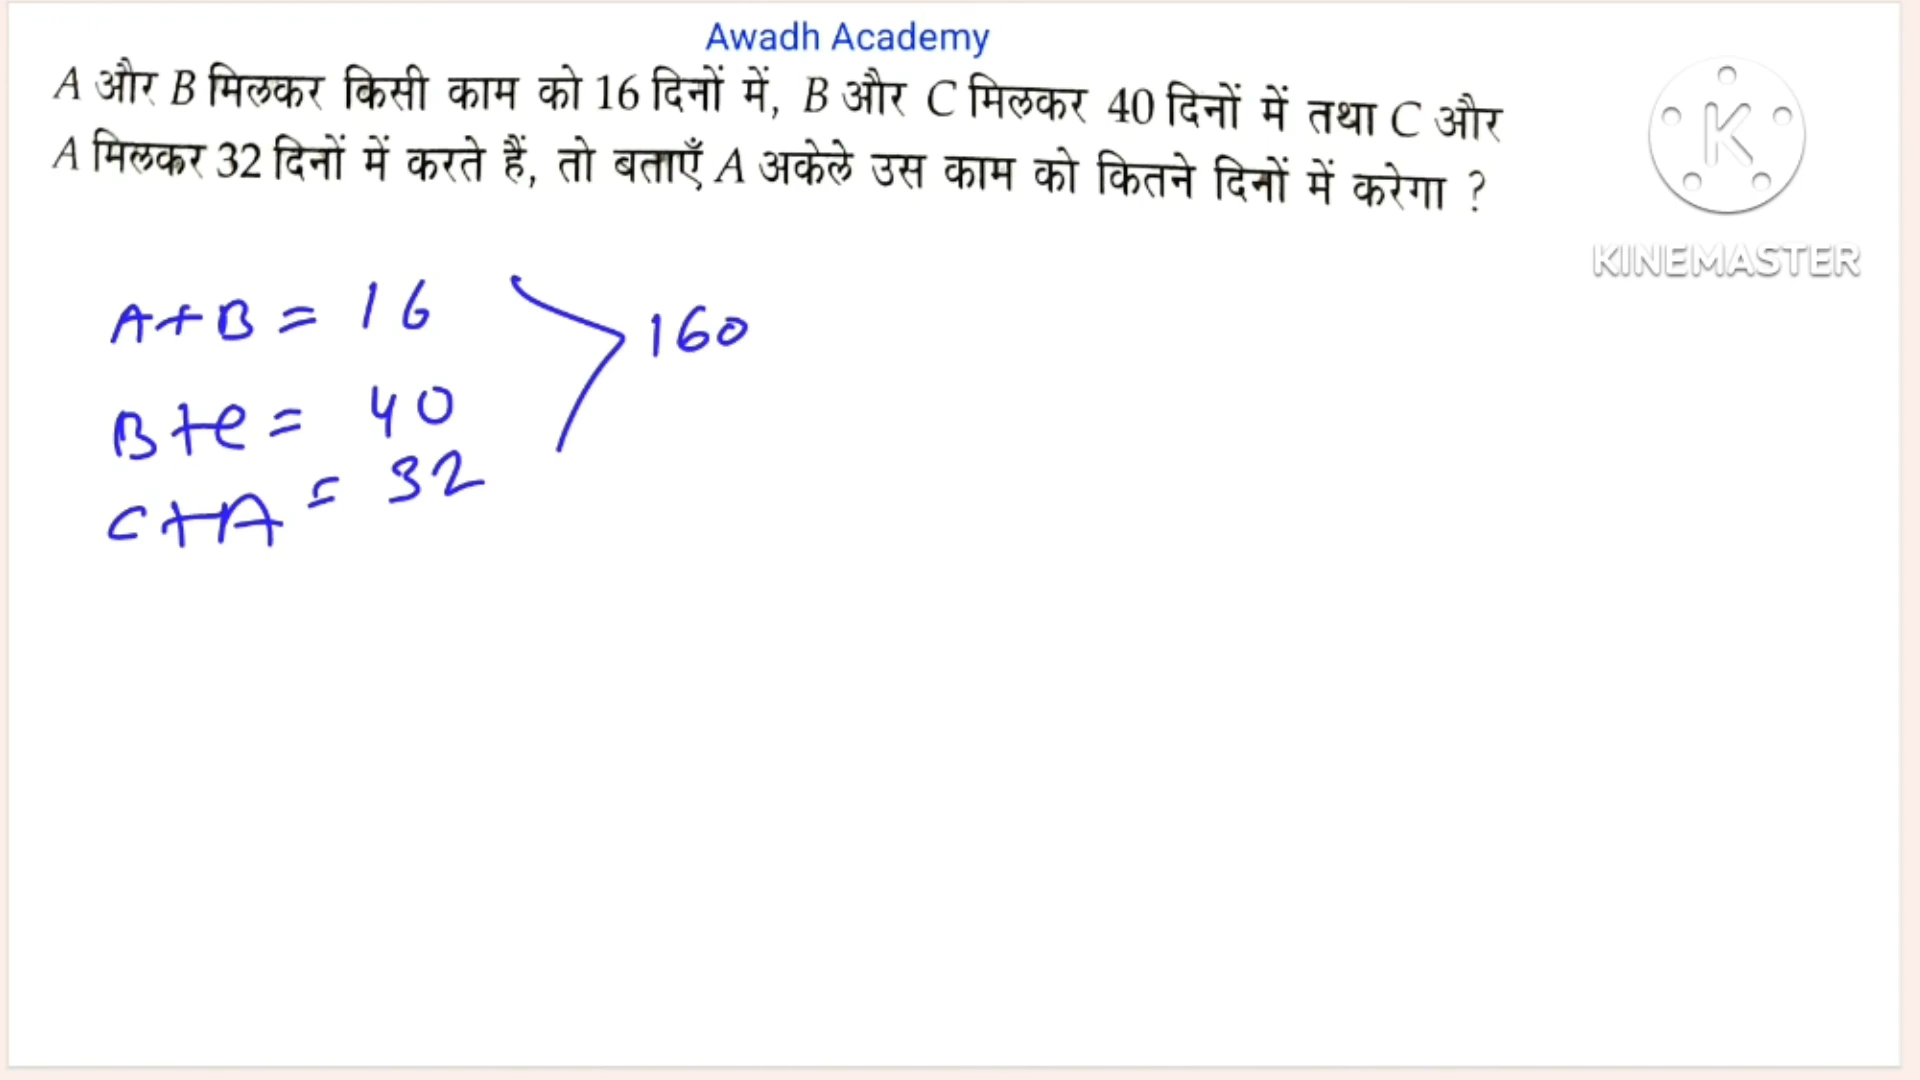 Awadh Academy
A और B मिलकर किसी काम को 16 दिनों में, B और C मिलकर 40 दिनों में तथा C और
A मिलकर 32 दिनों में करते हैं, तो बताएँ A अकेले उस काम को कितने दिनों में करेगा ?
K
KINEMASTER
A+B = 16
160
B+C = 40
C+A = 32